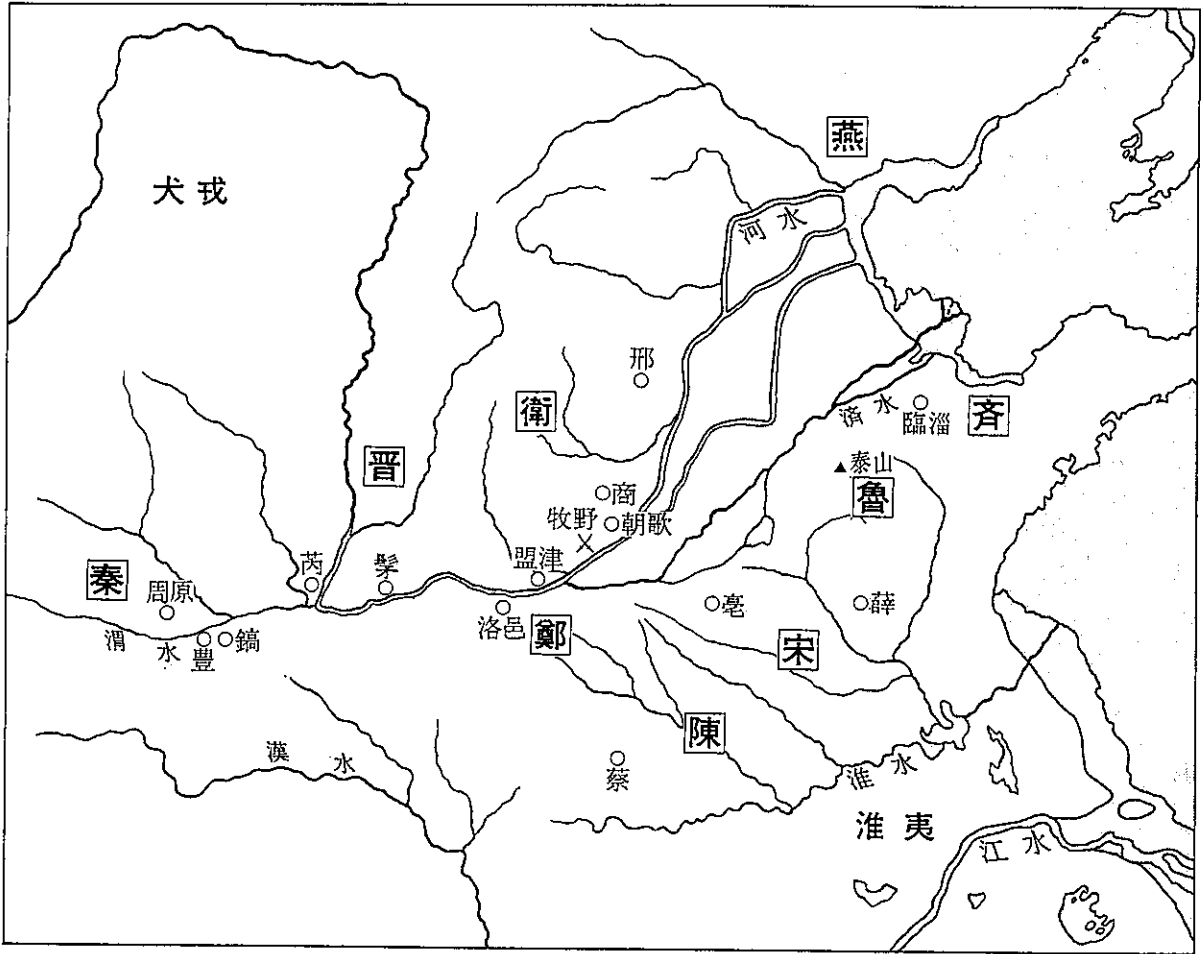 燕
犬戎
河水
邢
衛
済水
臨淄
斉
晋
泰山
魯
商
牧野
朝歌
芮
盟津
秦
周原
洛邑
亳
薛
渭水
豊
鎬
鄭
宋
陳
漢水
蔡
淮水
淮夷
江水